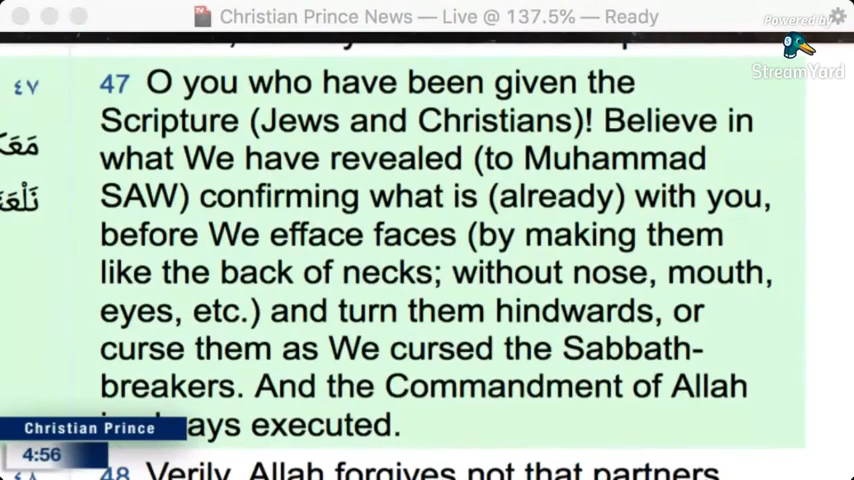 Christian Prince News — Live @ 137.5% — Ready
Powered by
StreamYard
٤٧
47 O you who have been given the
Scripture (Jews and Christians)! Believe in
what We have revealed (to Muhammad
SAW) confirming what is (already) with you,
before We efface faces (by making them
like the back of necks; without nose, mouth,
eyes, etc.) and turn them hindwards, or
curse them as We cursed the Sabbath-
breakers. And the Commandment of Allah
executed.
Christian Prince
4:56
48 Verily, Allah forgives not that partners